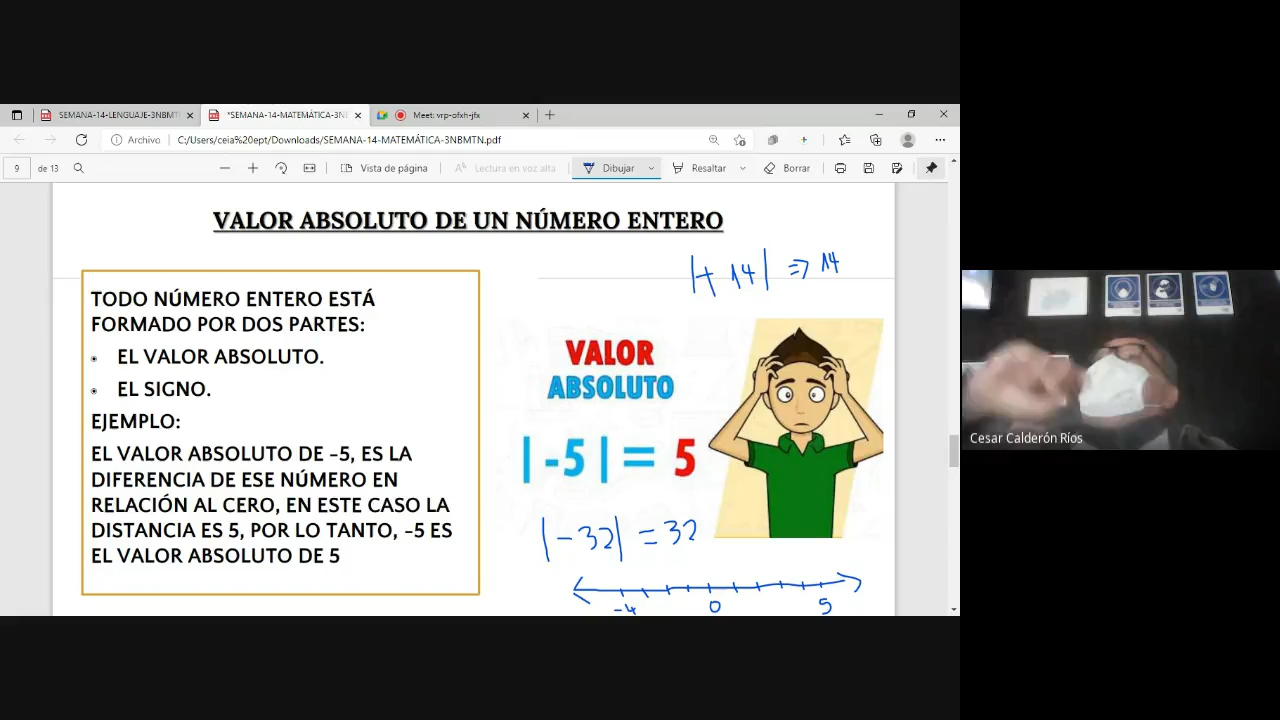 SEMANA-14-LENGUAJE-3NBMT
*SEMANA-14-MATEMÁTICA-3N
Meet: vrp-ofxh-jfx
Archivo
C:/Users/ceia%20ept/Downloads/SEMANA-14-MATEMÁTICA-3NBMTN.pdf
9 de 13
Vista de página
Lectura en voz alta
Dibujar
Resaltar
Borrar
VALOR ABSOLUTO DE UN NÚMERO ENTERO
|+ 14| => 14
TODO NÚMERO ENTERO ESTÁ
FORMADO POR DOS PARTES:
• EL VALOR ABSOLUTO.
• EL SIGNO.
EJEMPLO:
EL VALOR ABSOLUTO DE –5, ES LA
DIFERENCIA DE ESE NÚMERO EN
RELACIÓN AL CERO, EN ESTE CASO LA
DISTANCIA ES 5, POR LO TANTO, -5 ES
EL VALOR ABSOLUTO DE 5
VALOR
ABSOLUTO
|-5| = 5
|-32| = 32
-4 0 5
Cesar Calderón Ríos